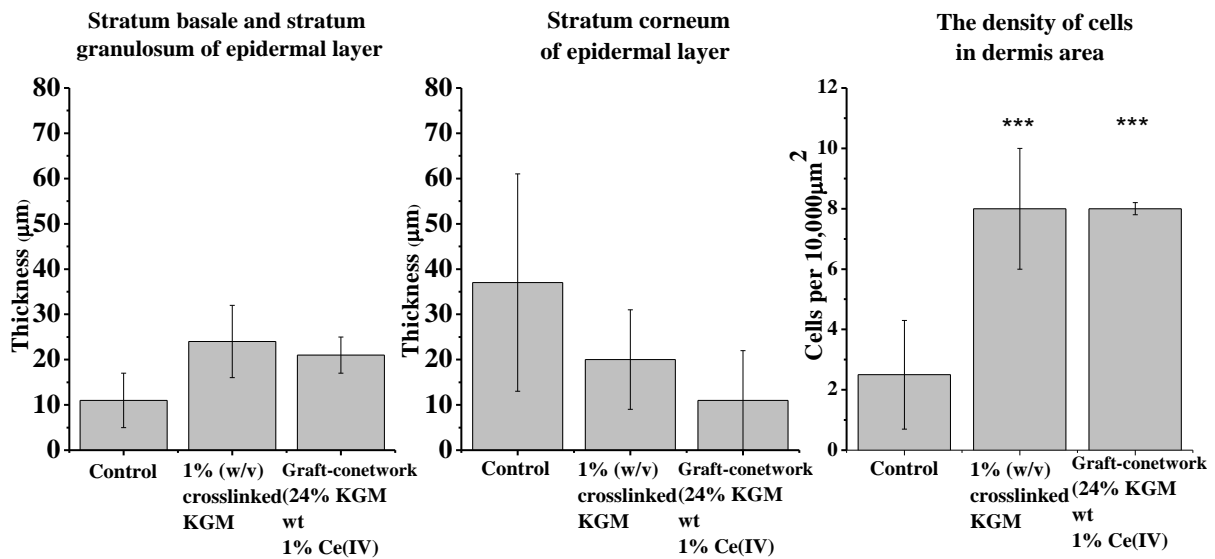 Stratum basale and stratum
granulosum of epidermal layer
80
70
60
50
40
30
20
10
0
Thickness (μm)
Control
1% (w/v)
crosslinked
KGM
Graft-conetwork
(24% KGM
wt
1% Ce(IV)
Stratum corneum
of epidermal layer
80
70
60
50
40
30
20
10
0
Thickness (μm)
Control
1% (w/v)
crosslinked
KGM
Graft-conetwork
(24% KGM
wt
1% Ce(IV)
The density of cells
in dermis area
12
10
8
6
4
2
0
Cells per 10,000μm²
***
***
Control
1% (w/v)
crosslinked
KGM
Graft-conetwork
(24% KGM
wt
1% Ce(IV)